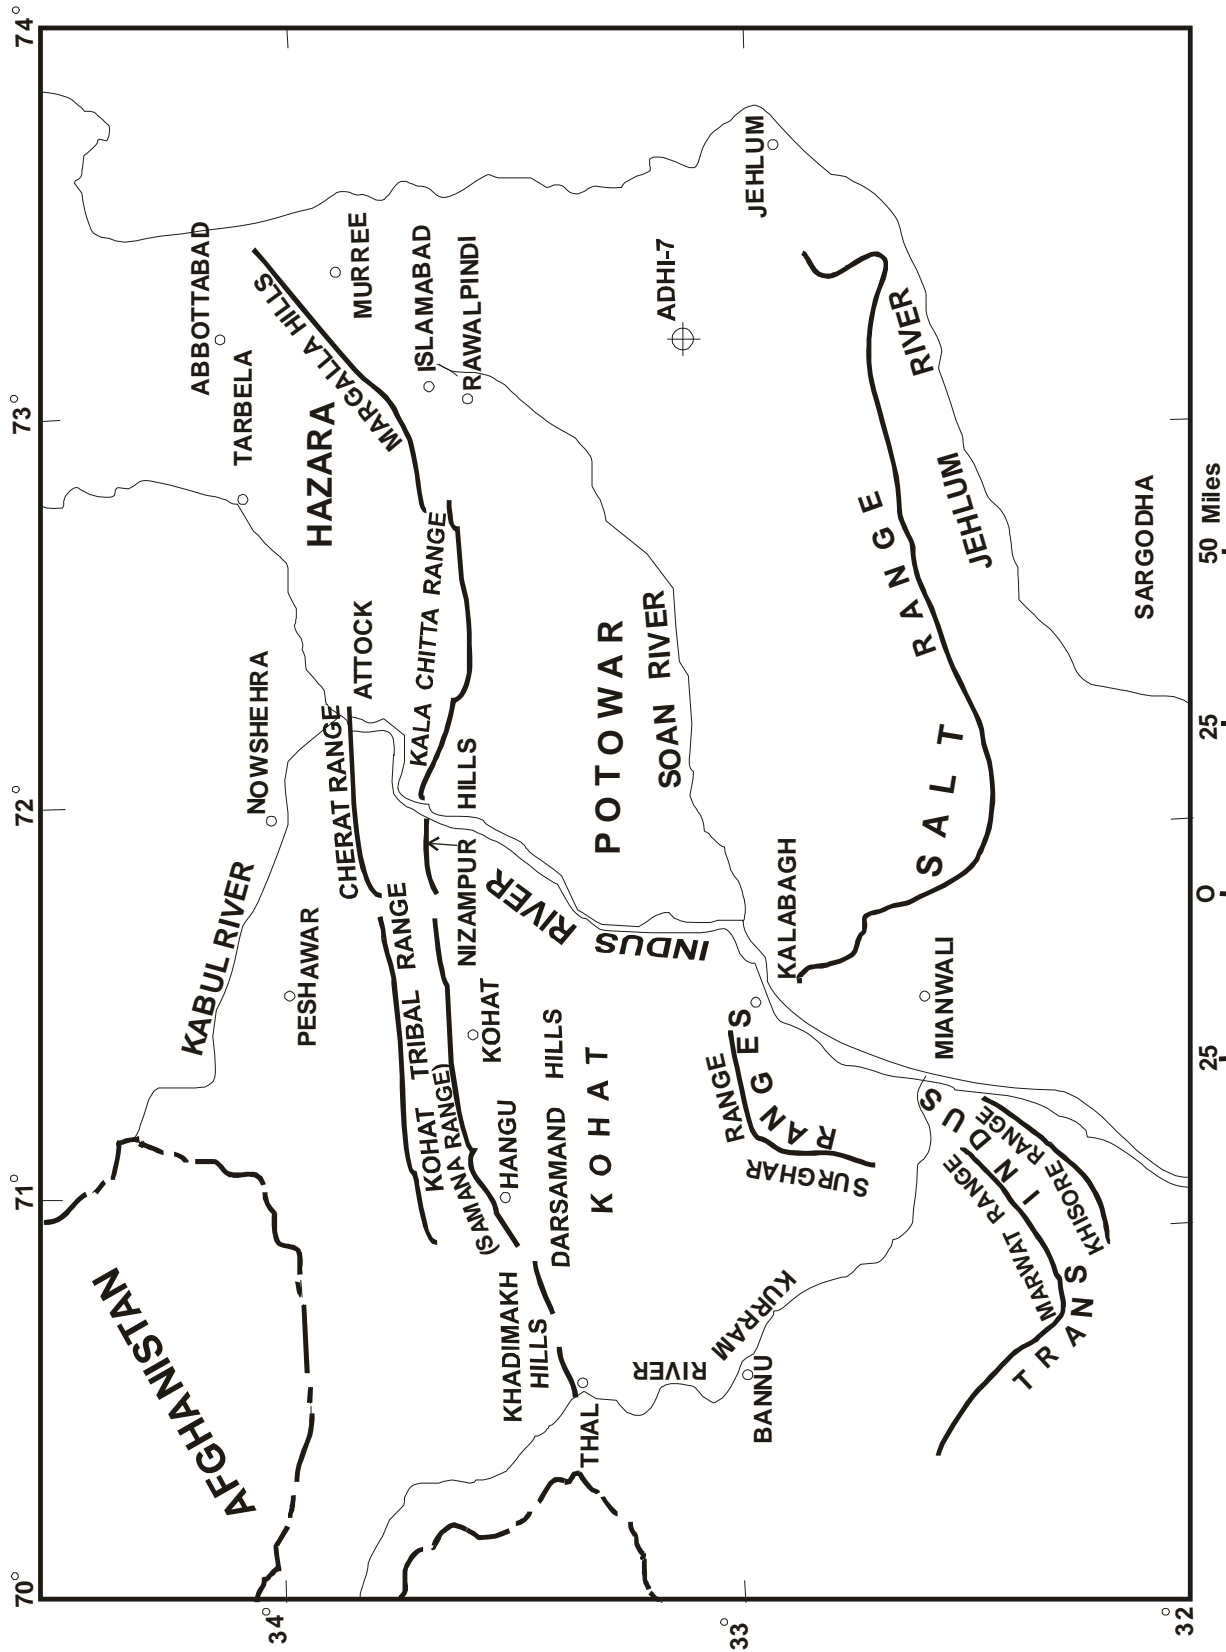 70°
71°
72°
73°
74°
34°
33°
32°
AFGHANISTAN
KABUL RIVER
PESHAWAR
NOWSHEHRA
TARBELA
ABBOTTABAD
CHERAT RANGE
ATTOCK
HAZARA
MARGALLA HILLS
MURREE
KOHAT TRIBAL RANGE
(SAMANA RANGE)
KALA CHITTA RANGE
ISLAMABAD
RAWALPINDI
KHADIMAKH
HILLS
HANGU
KOHAT
NIZAMPUR HILLS
INDUS RIVER
DARSAMAND HILLS
THAL
KOHAT
POTOWAR
SOAN RIVER
ADHI-7
RIVER
KURRAM
BANNU
SURGHAR
RANGE
KALABAGH
JEHLUM
SALT RANGE
MIANWALI
JEHLUM RIVER
TRANS INDUS RANGES
MARWAT RANGE
KHISORE RANGE
SARGODHA
25 0 25 50 Miles